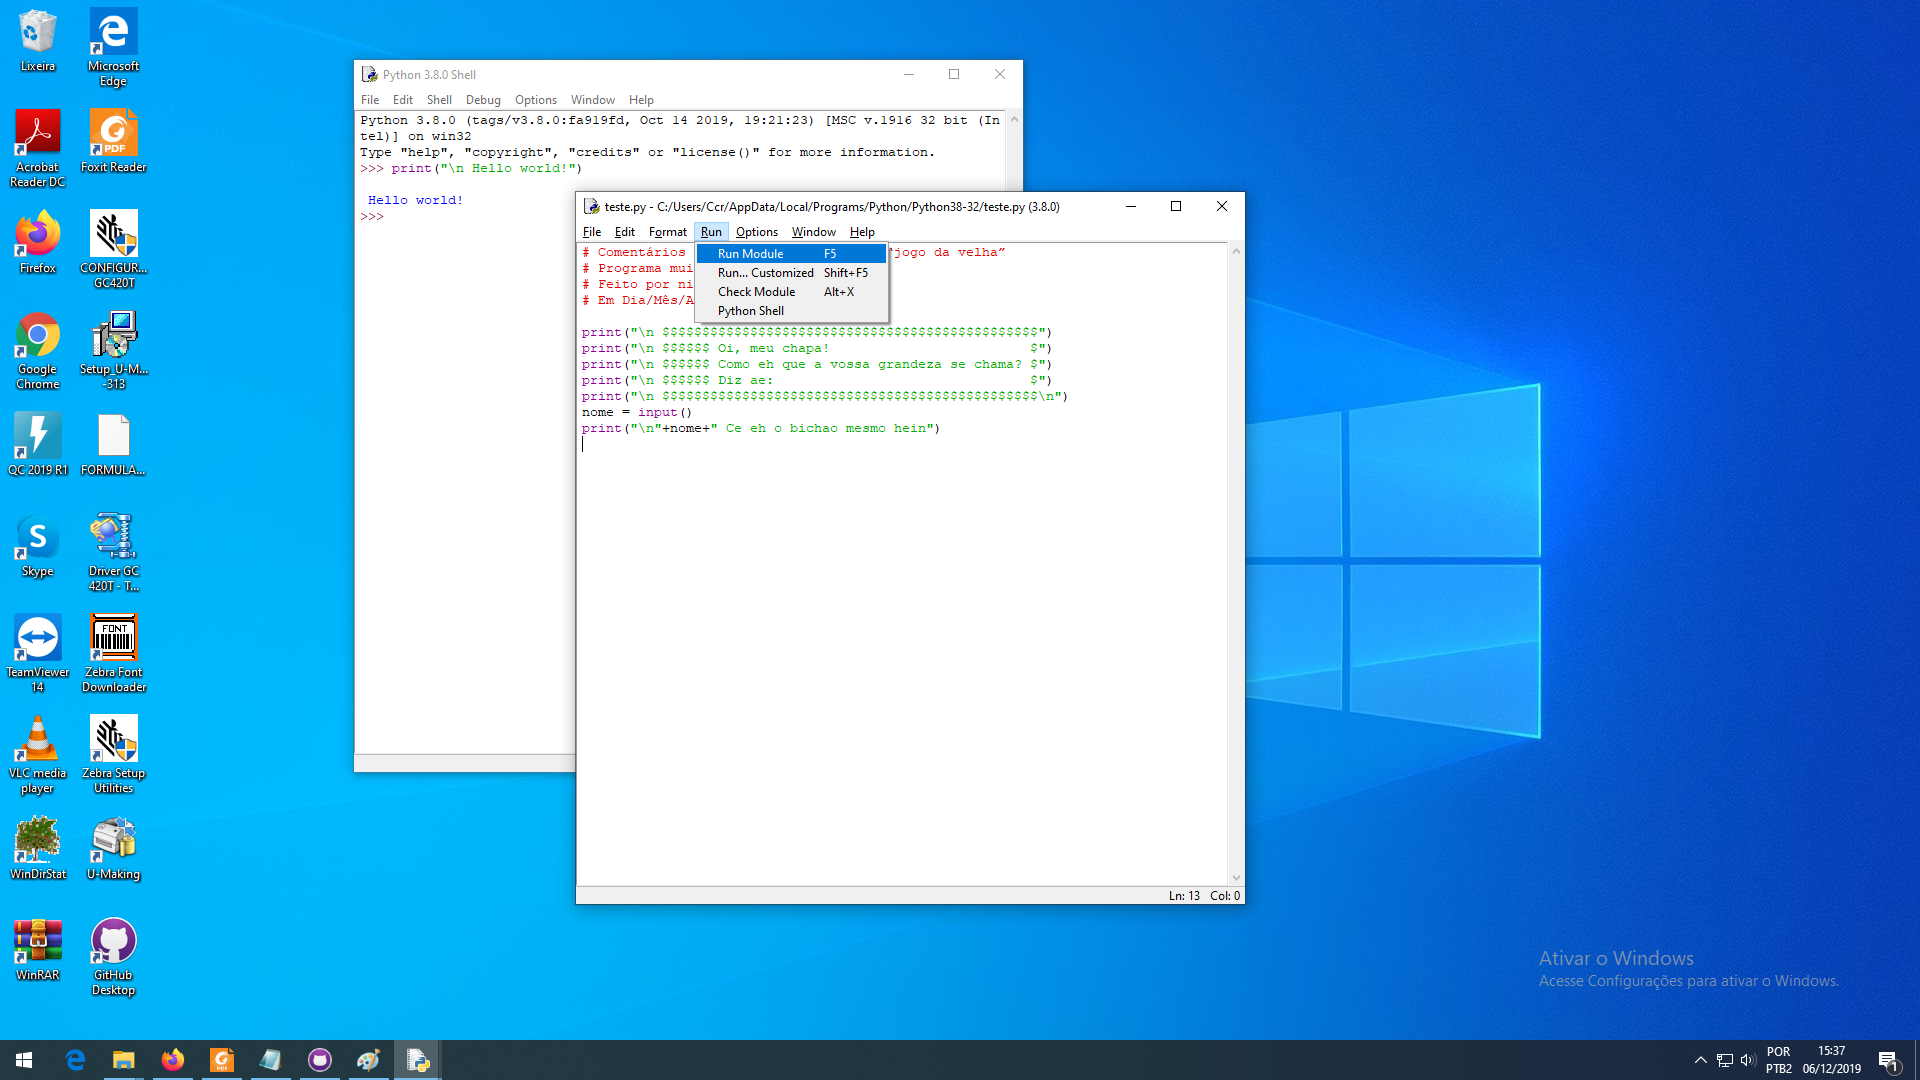 Lixeira
Microsoft
Edge
Acrobat
Reader DC
Foxit Reader
PDF
Firefox
CONFIGUR...
GC420T
Google
Chrome
Setup_U-M...
-313
QC 2019 R1
FORMULA...
Skype
Driver GC
420T - T...
TeamViewer
14
FONT
Zebra Font
Downloader
VLC media
player
Zebra Setup
Utilities
WinDirStat
U-Making
WinRAR
GitHub
Desktop
Python 3.8.0 Shell
File Edit Shell Debug Options Window Help
Python 3.8.0 (tags/v3.8.0:fa919fd, Oct 14 2019, 19:21:23) [MSC v.1916 32 bit (In
tel)] on win32
Type "help", "copyright", "credits" or "license()" for more information.
>>> print("\n Hello world!")
Hello world!
>>>
teste.py - C:/Users/Ccr/AppData/Local/Programs/Python/Python38-32/teste.py (3.8.0)
File Edit Format Run Options Window Help
# Comentários
jogo da velha”
# Programa mui
# Feito por ni
# Em Dia/Mês/A
Run Module F5
Run... Customized Shift+F5
Check Module Alt+X
Python Shell
print("\n $$$$$$$$$$$$$$$$$$$$$$$$$$$$$$$$$$$$$$$$$$$$$$$")
print("\n $$$$$$ Oi, meu chapa!                         $")
print("\n $$$$$$ Como eh que a vossa grandeza se chama? $")
print("\n $$$$$$ Diz ae:                                $")
print("\n $$$$$$$$$$$$$$$$$$$$$$$$$$$$$$$$$$$$$$$$$$$$$$$\n")
nome = input()
print("\n"+nome+" Ce eh o bichao mesmo hein")
Ln: 13 Col: 0
Ativar o Windows
Acesse Configurações para ativar o Windows.
POR
PTB2
15:37
06/12/2019
1